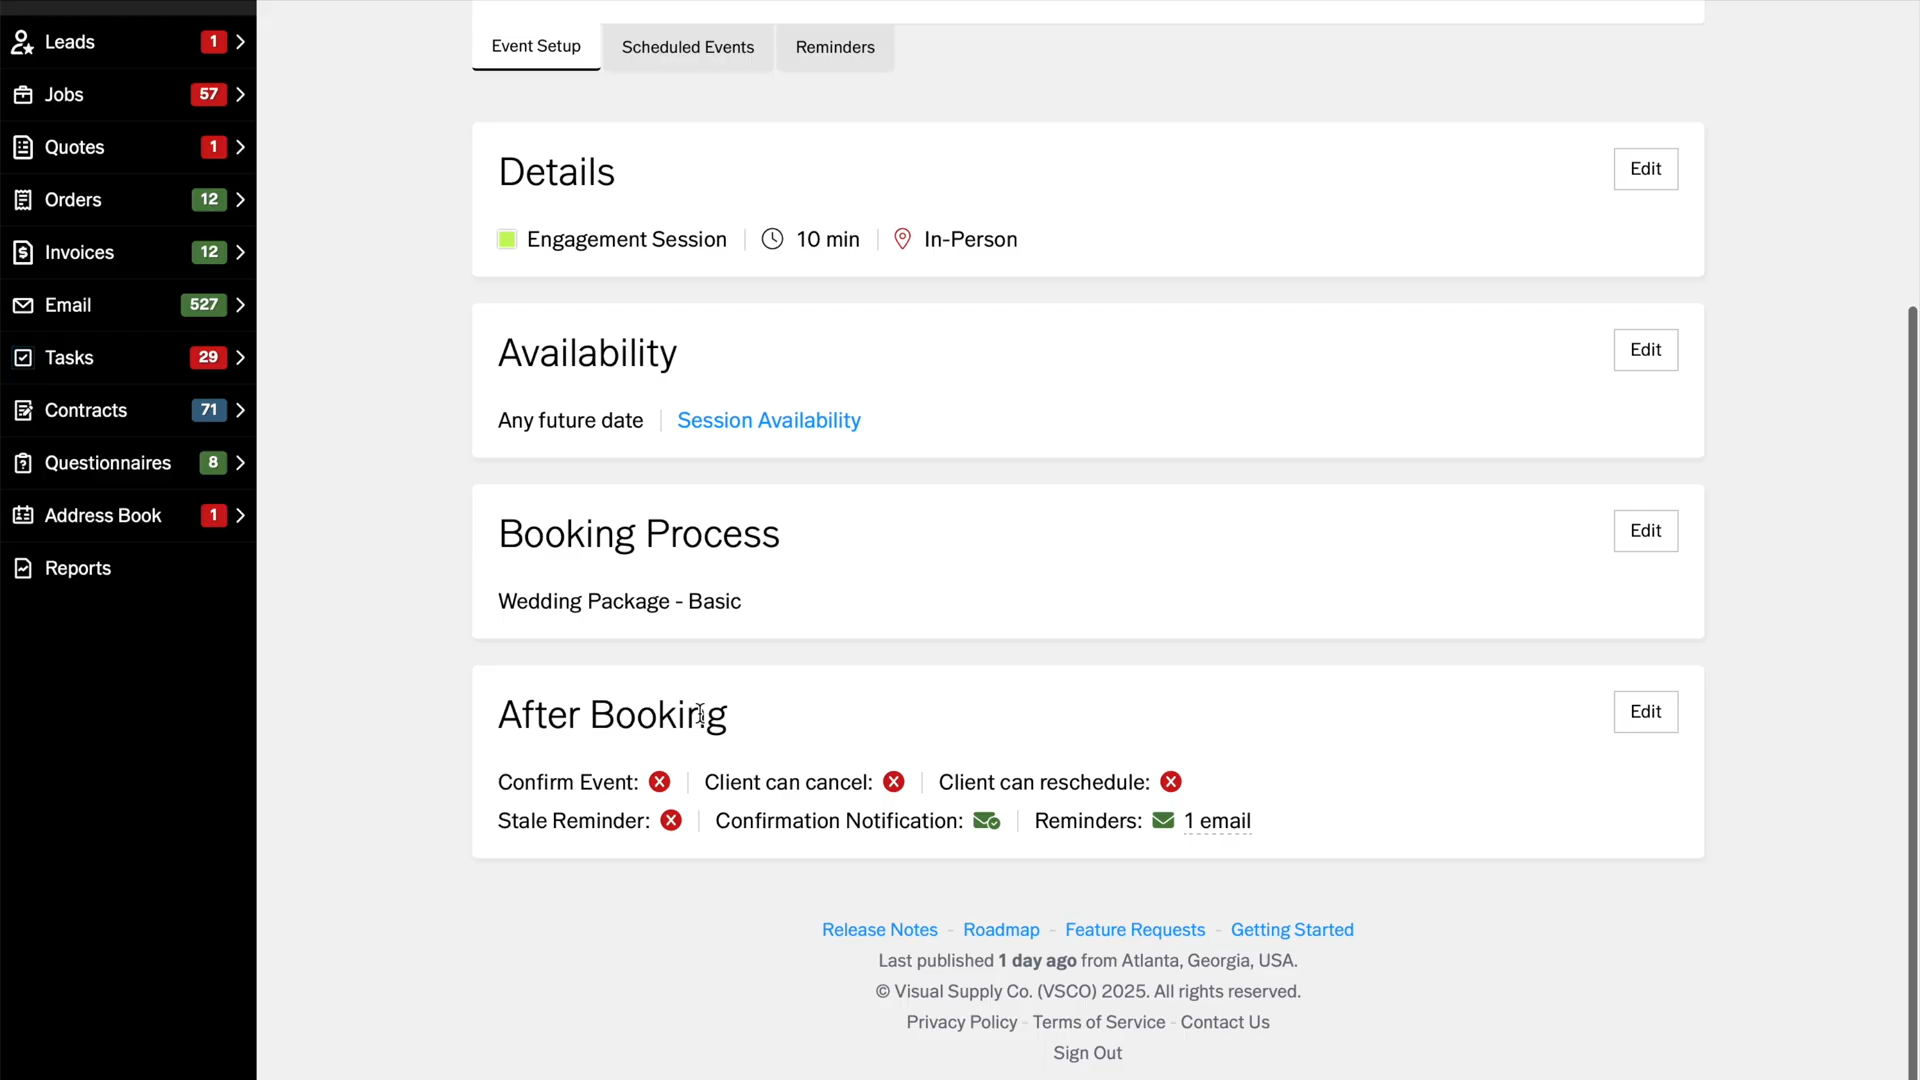 Leads 1
Jobs 57
Quotes 1
Orders 12
Invoices 12
Email 527
Tasks 29
Contracts 71
Questionnaires 8
Address Book 1
Reports
Event Setup Scheduled Events Reminders
Details Edit
Engagement Session 10 min In-Person
Availability Edit
Any future date Session Availability
Booking Process Edit
Wedding Package - Basic
After Booking Edit
Confirm Event: Client can cancel: Client can reschedule:
Stale Reminder: Confirmation Notification: Reminders: 1 email
Release Notes - Roadmap - Feature Requests - Getting Started
Last published 1 day ago from Atlanta, Georgia, USA.
© Visual Supply Co. (VSCO) 2025. All rights reserved.
Privacy Policy - Terms of Service - Contact Us
Sign Out